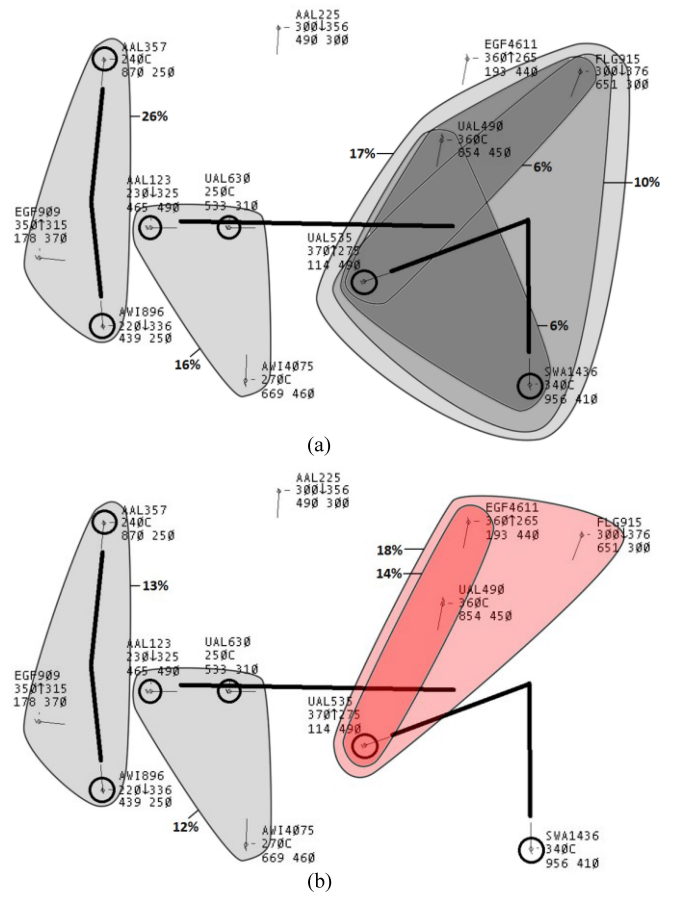 AAL225
300↓356
490 300
AAL357
240C
870 250
EGF4611
360↑265
193 440
FLG915
300↓376
651 300
26%
UAL490
360C
854 450
17%
6%
10%
AAL123
230↓325
465 490
UAL630
250C
533 310
EGF909
350↑315
178 370
UAL535
370↑275
114 490
AWI896
220↓336
439 250
6%
16%
AWI4075
270C
669 460
SWA1436
340C
956 410
(a)
AAL225
300↓356
490 300
AAL357
240C
870 250
EGF4611
360↑265
193 440
FLG915
300↓376
651 300
18%
14%
13%
UAL490
360C
854 450
AAL123
230↓325
465 490
UAL630
250C
533 310
EGF909
350↑315
178 370
UAL535
370↑275
114 490
AWI896
220↓336
439 250
12%
AWI4075
270C
669 460
SWA1436
340C
956 410
(b)